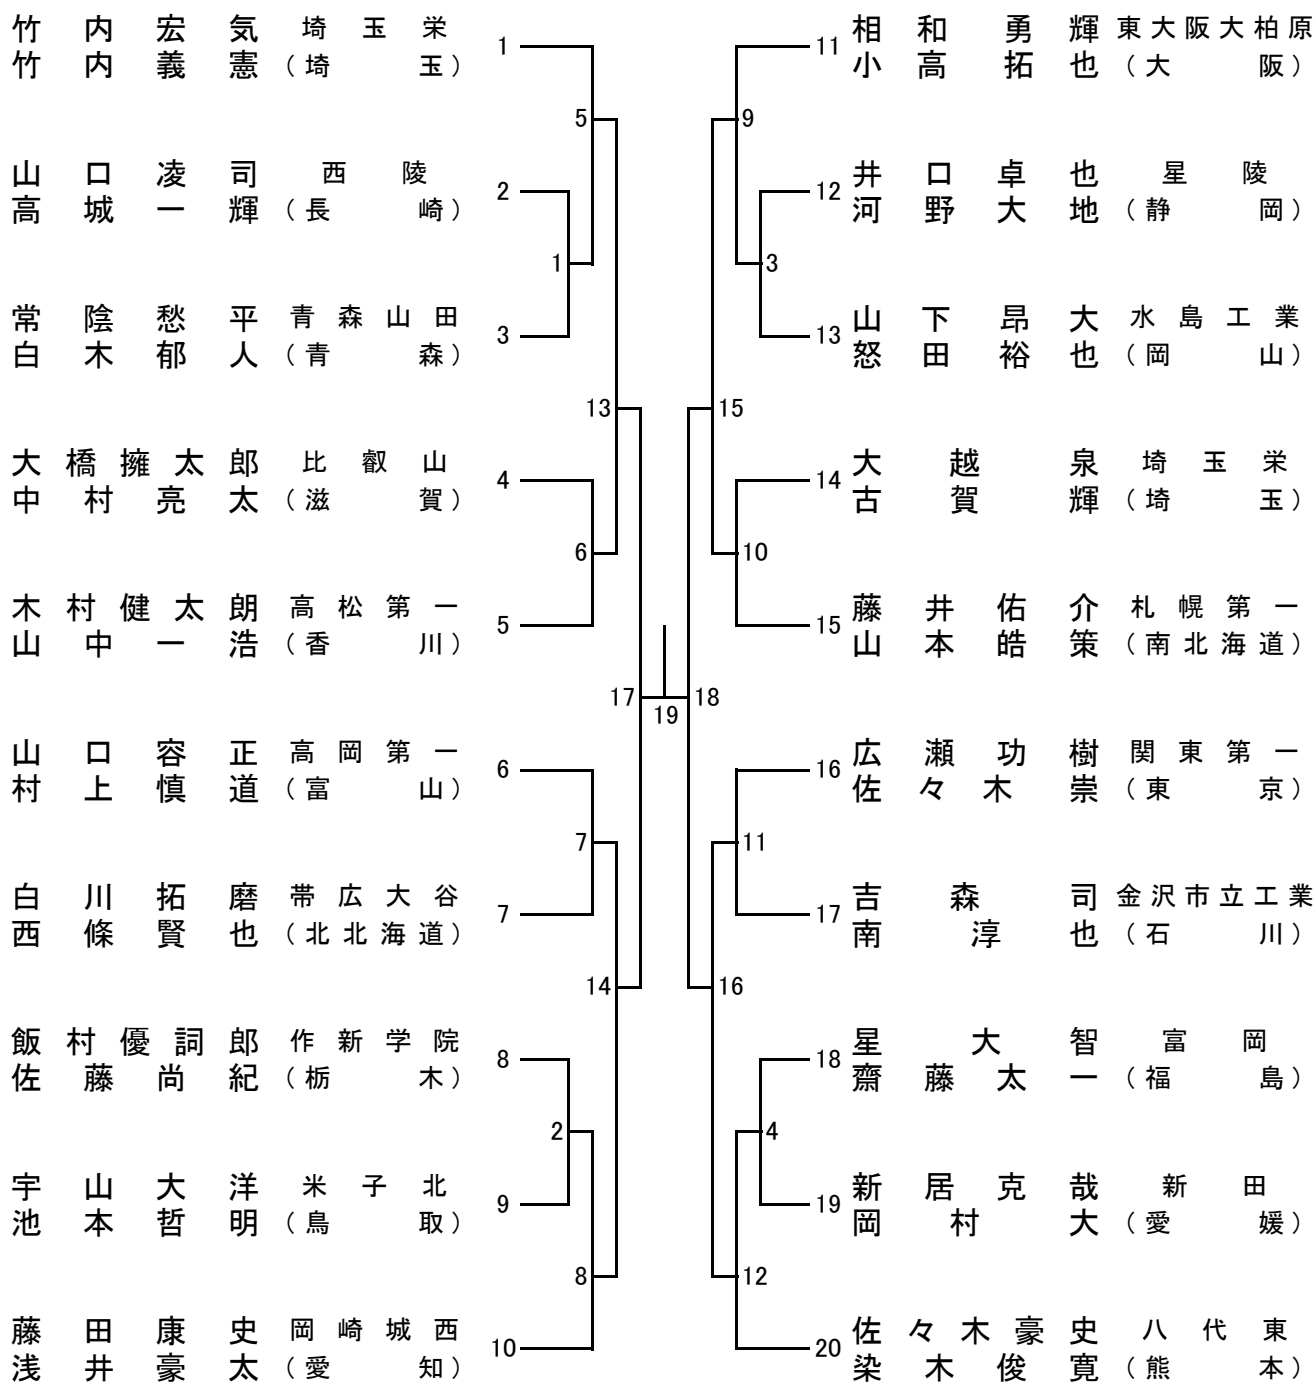 竹内宏気 埼玉栄
竹内義憲 （埼玉）
1
山口凌司 西陵
高城一輝 （長崎）
2
常陰愁平 青森山田
白木郁人 （青森）
3
大橋擁太郎 比叡山
中村亮太 （滋賀）
4
木村健太朗 高松第一
山中一浩 （香川）
5
山口容正 高岡第一
村上慎道 （富山）
6
白川拓磨 帯広大谷
西條賢也 （北北海道）
7
飯村優詞郎 作新学院
佐藤尚紀 （栃木）
8
宇山大洋 米子北
池本哲明 （鳥取）
9
藤田康史 岡崎城西
浅井豪太 （愛知）
10
5
1
13
6
17
7
14
2
8
19
18
9
3
15
10
11
16
4
12
11
相和勇輝 東大阪大柏原
小高拓也 （大阪）
12
井口卓也 星陵
河野大地 （静岡）
13
山下昂大 水島工業
怒田裕也 （岡山）
14
大越泉 埼玉栄
古賀輝 （埼玉）
15
藤井佑介 札幌第一
山本皓策 （南北海道）
16
広瀬功樹 関東第一
佐々木崇 （東京）
17
吉森司 金沢市立工業
南淳也 （石川）
18
星大智 富岡
齋藤太一 （福島）
19
新居克哉 新田
岡村大 （愛媛）
20
佐々木豪史 八代東
染木俊寛 （熊本）